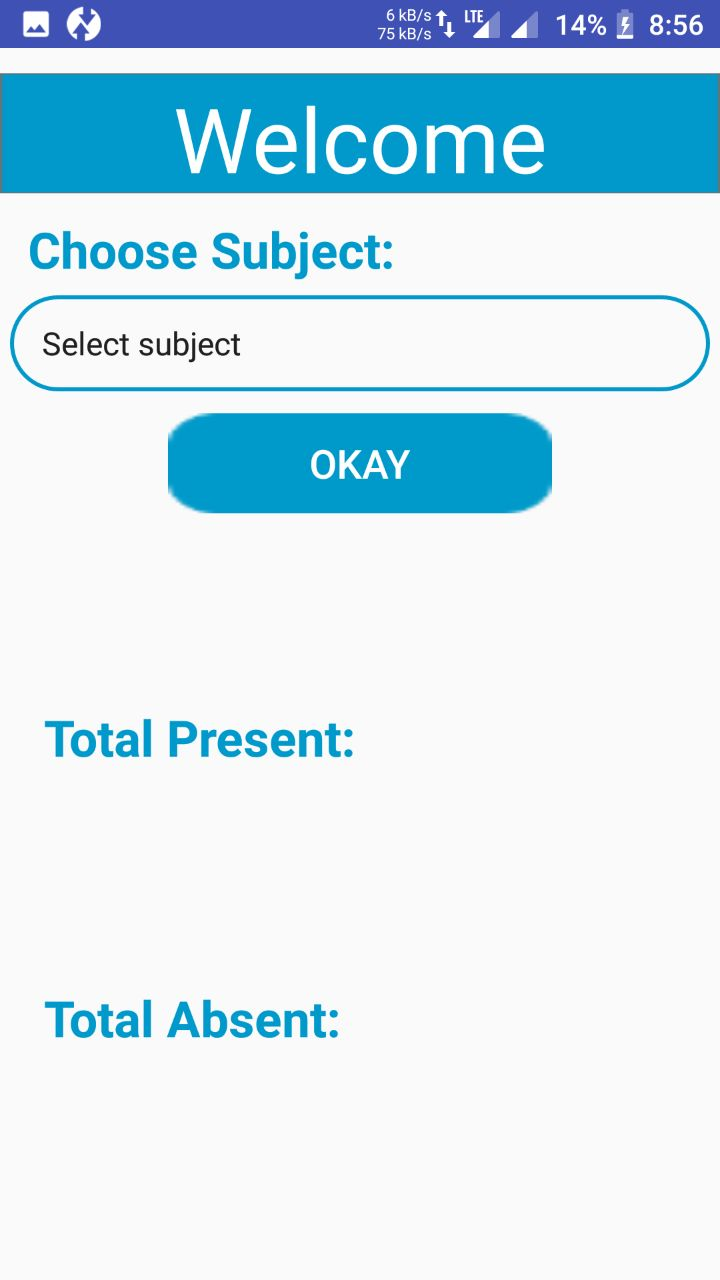 6 kB/s
75 kB/s
LTE
14%
8:56
Welcome
Choose Subject:
Select subject
OKAY
Total Present:
Total Absent: